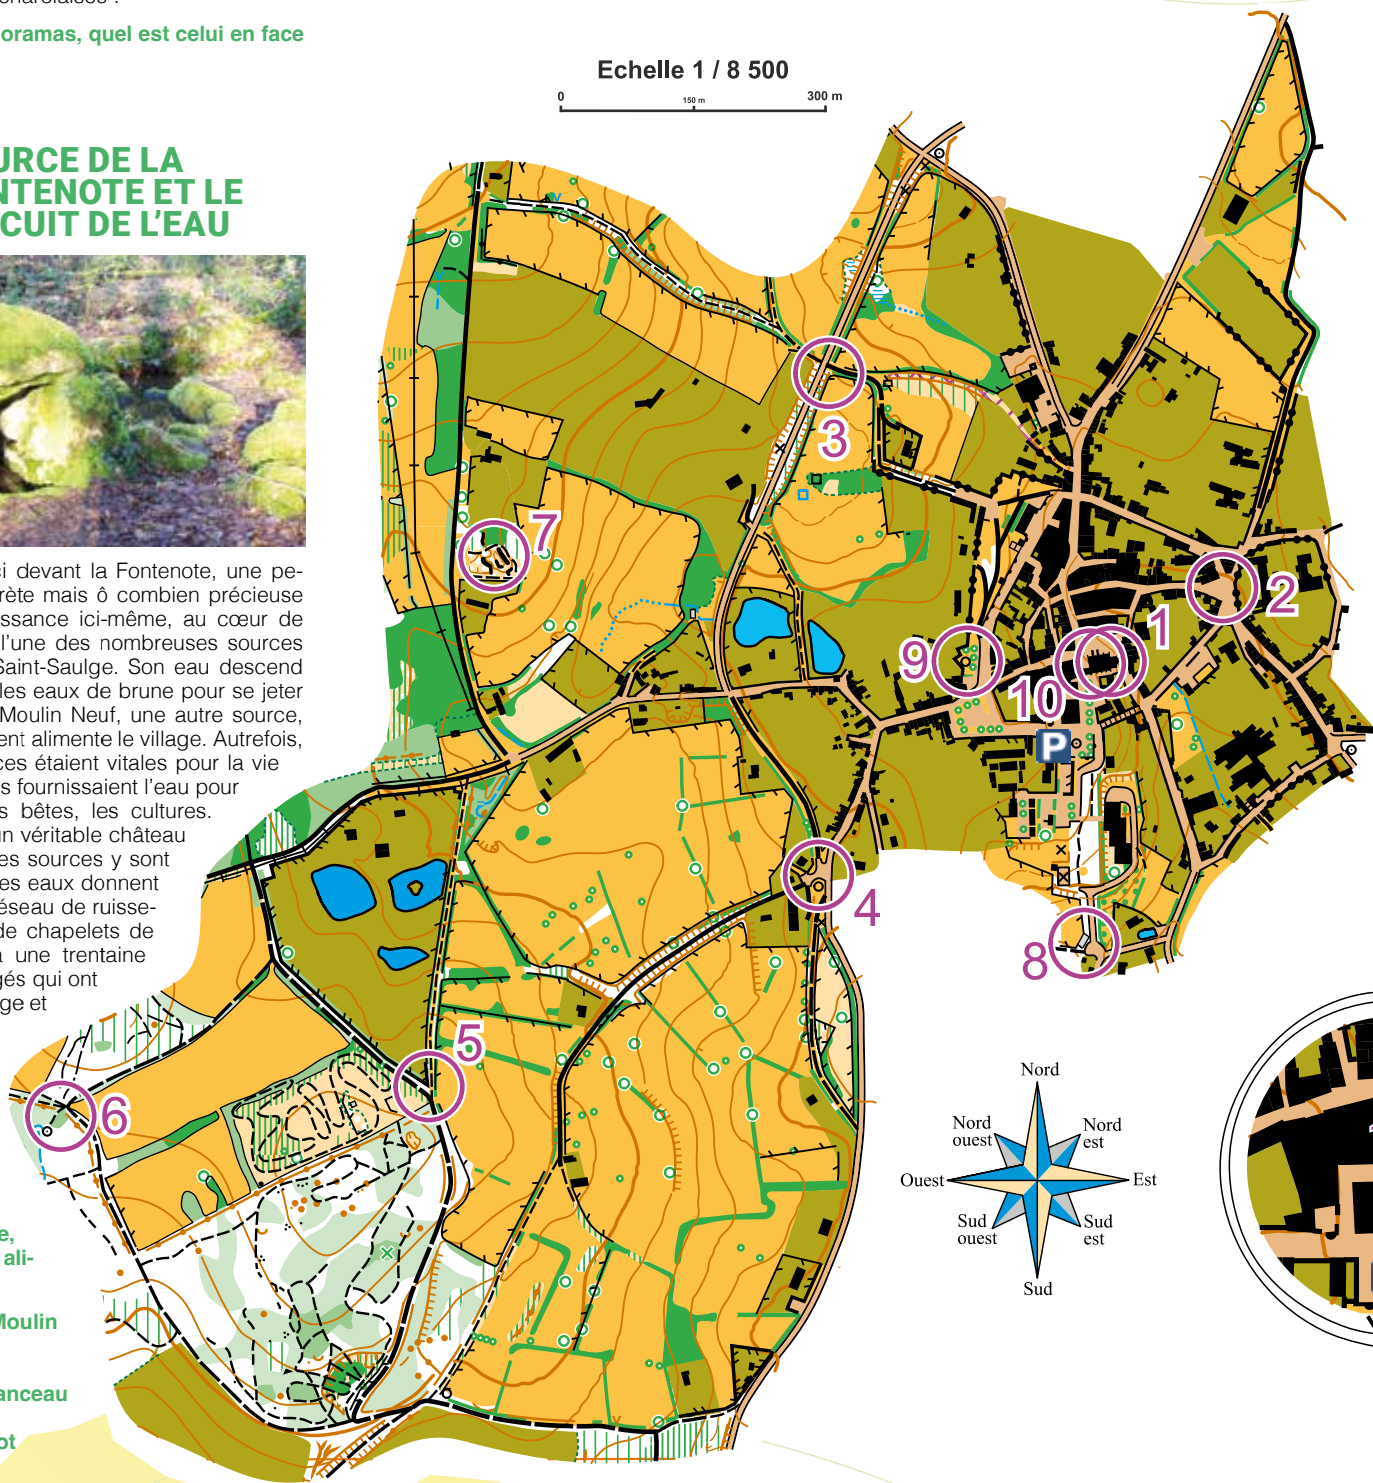 oramas, quel est celui en face
URCE DE LA
NTENOTE ET LE
CUIT DE L'EAU
i devant la Fontenote, une pe-
rète mais ô combien précieuse
issance ici-même, au cœur de
l'une des nombreuses sources
Saint-Saulge. Son eau descend
les eaux de brune pour se jeter
Moulin Neuf, une autre source,
ent alimente le village. Autrefois,
ces étaient vitales pour la vie
s fournissaient l'eau pour
s bêtes, les cultures.
un véritable château
es sources y sont
es eaux donnent
éseau de ruisse-
de chapelets de
a une trentaine
gés qui ont
ge et
e,
ali-
Moulin
anceau
ot
Echelle 1 / 8 500
0 150 m 300 m
3
7
2
1
9
10
P
4
8
5
6
Nord
Nord ouest
Nord est
Ouest
Est
Sud ouest
Sud est
Sud